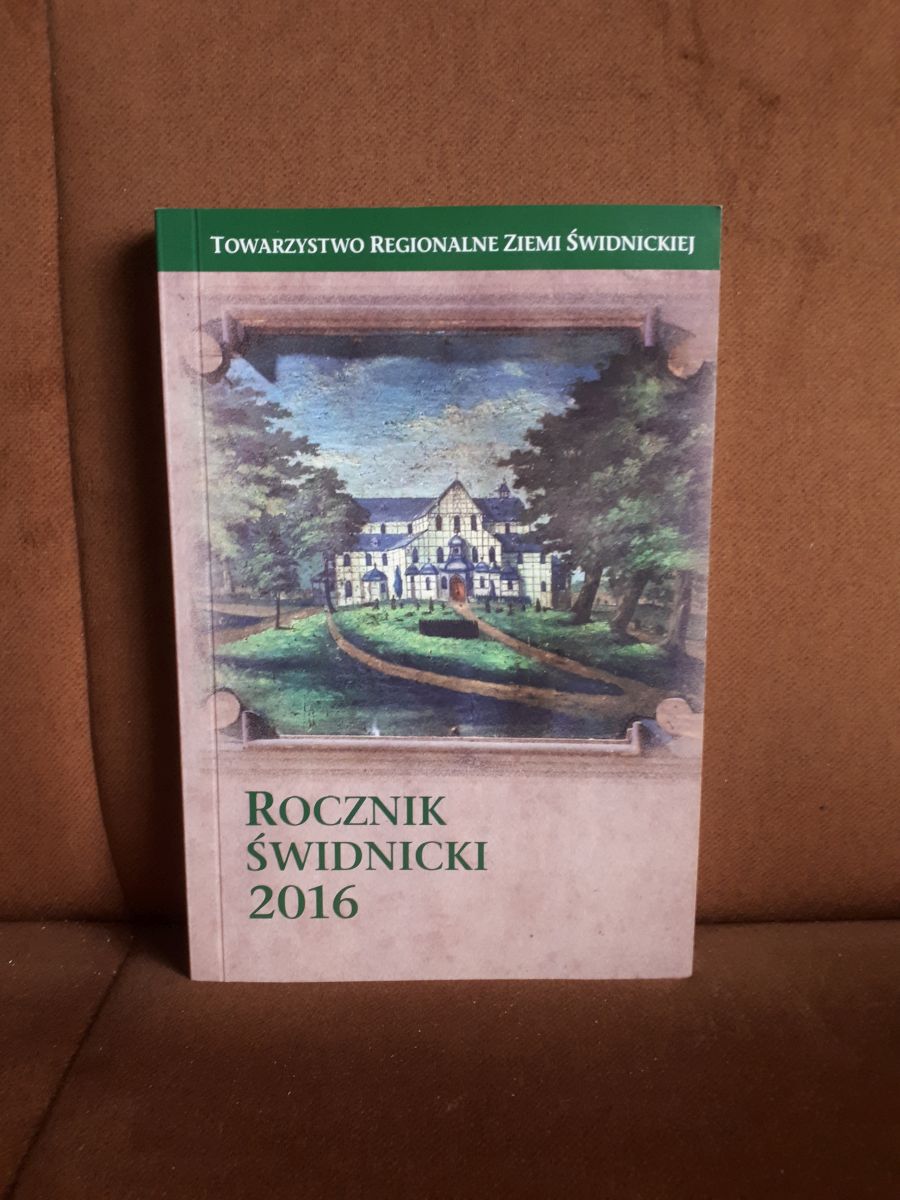 Towarzystwo Regionalne Ziemi Świdnickiej
Rocznik
Świdnicki
2016